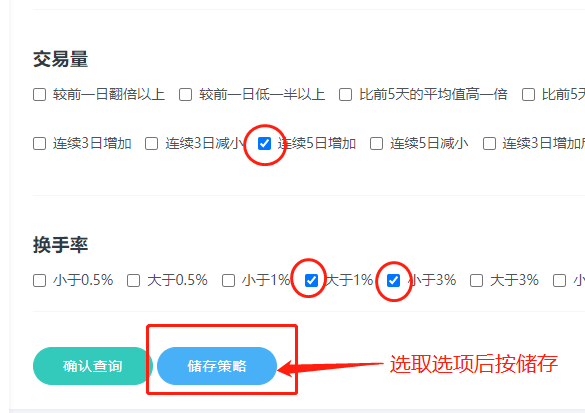 交易量
较前一日翻倍以上 较前一日低一半以上 比前5天的平均值高一倍 比前5天
连续3日增加 连续3日减小 连续5日增加 连续5日减小 连续3日增加
换手率
小于0.5% 大于0.5% 小于1% 大于1% 小于3% 大于3% 小
确认查询 储存策略 选取选项后按储存